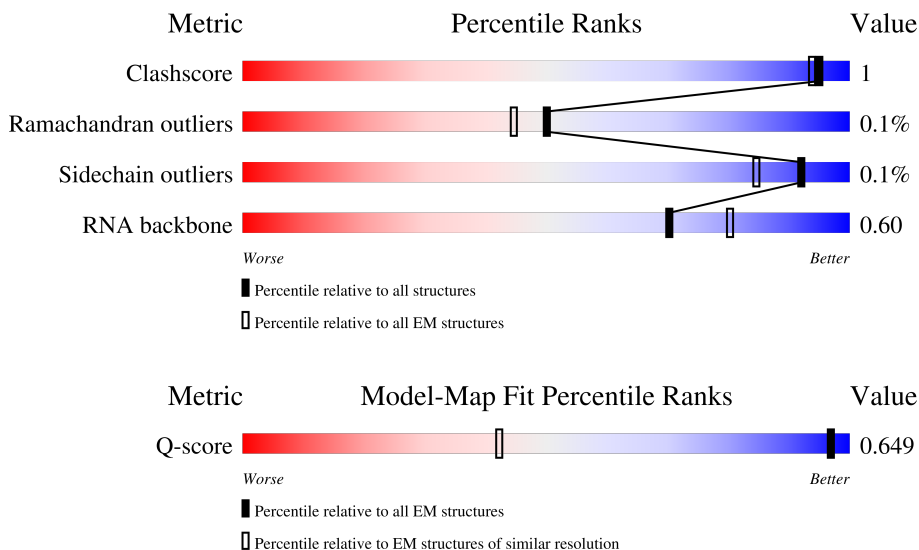 Metric Percentile Ranks Value
Clashscore 1
Ramachandran outliers 0.1%
Sidechain outliers 0.1%
RNA backbone 0.60
Worse Better
Percentile relative to all structures
Percentile relative to all EM structures
Metric Model-Map Fit Percentile Ranks Value
Q-score 0.649
Worse Better
Percentile relative to all EM structures
Percentile relative to EM structures of similar resolution